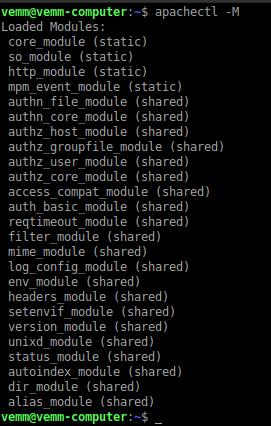 vemm@vemm-computer:~$ apachectl -M
Loaded Modules:
core_module (static)
so_module (static)
http_module (static)
mpm_event_module (static)
authn_file_module (shared)
authn_core_module (shared)
authz_host_module (shared)
authz_groupfile_module (shared)
authz_user_module (shared)
authz_core_module (shared)
access_compat_module (shared)
auth_basic_module (shared)
reqtimeout_module (shared)
filter_module (shared)
mime_module (shared)
log_config_module (shared)
env_module (shared)
headers_module (shared)
setenvif_module (shared)
version_module (shared)
unixd_module (shared)
status_module (shared)
autoindex_module (shared)
dir_module (shared)
alias_module (shared)
vemm@vemm-computer:~$ _